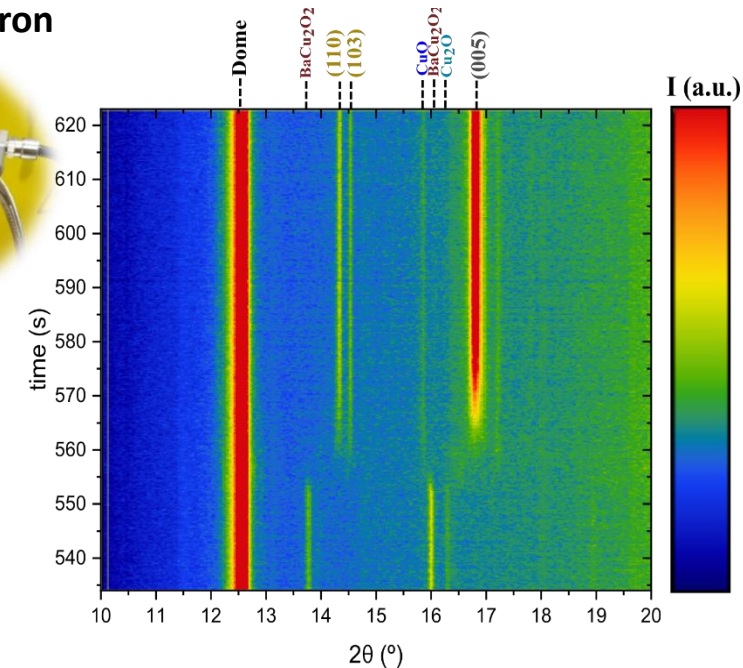 ron
Dome
BaCu₂O₂
(110)
(103)
CuO
BaCu₂O₂
Cu₂O
(005)
I (a.u.)
time (s)
620
610
600
590
580
570
560
550
540
10 11 12 13 14 15 16 17 18 19 20
2θ (º)